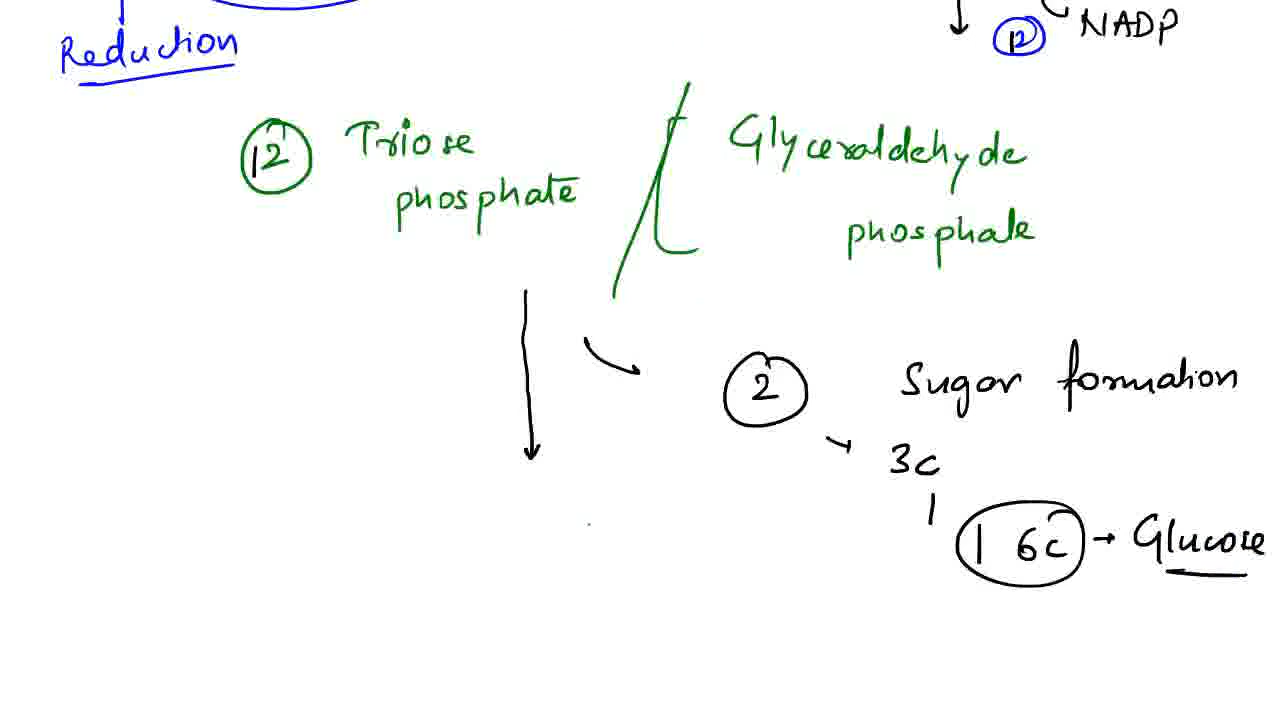 Reduction
12 NADP
12 Triose phosphate
Glyceraldehyde phosphate
2 Sugar formation
3c
1 6c → Glucose